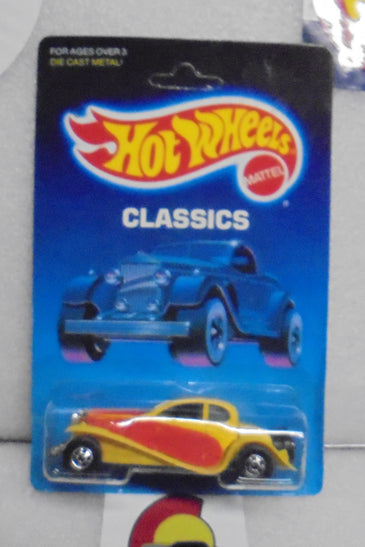 FOR AGES OVER 3
DIE CAST METAL!
HOT WHEELS
MATTEL
®
CLASSICS